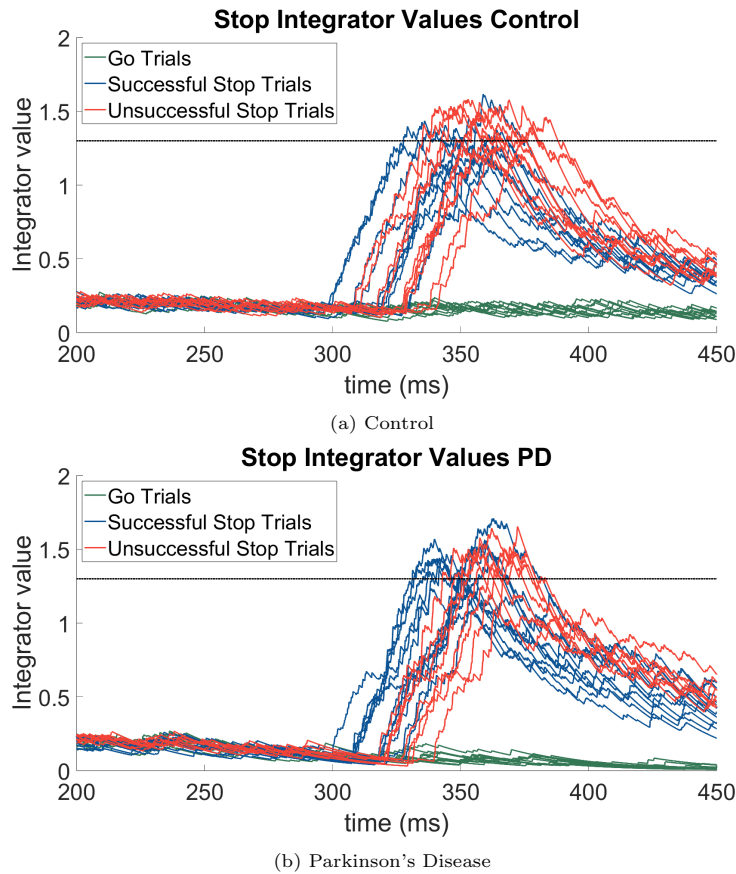 Stop Integrator Values Control
2
Go Trials
Successful Stop Trials
Unsuccessful Stop Trials
1.5
1
0.5
0
Integrator value
200 250 300 350 400 450
time (ms)
(a) Control
Stop Integrator Values PD
2
Go Trials
Successful Stop Trials
Unsuccessful Stop Trials
1.5
1
0.5
0
Integrator value
200 250 300 350 400 450
time (ms)
(b) Parkinson's Disease